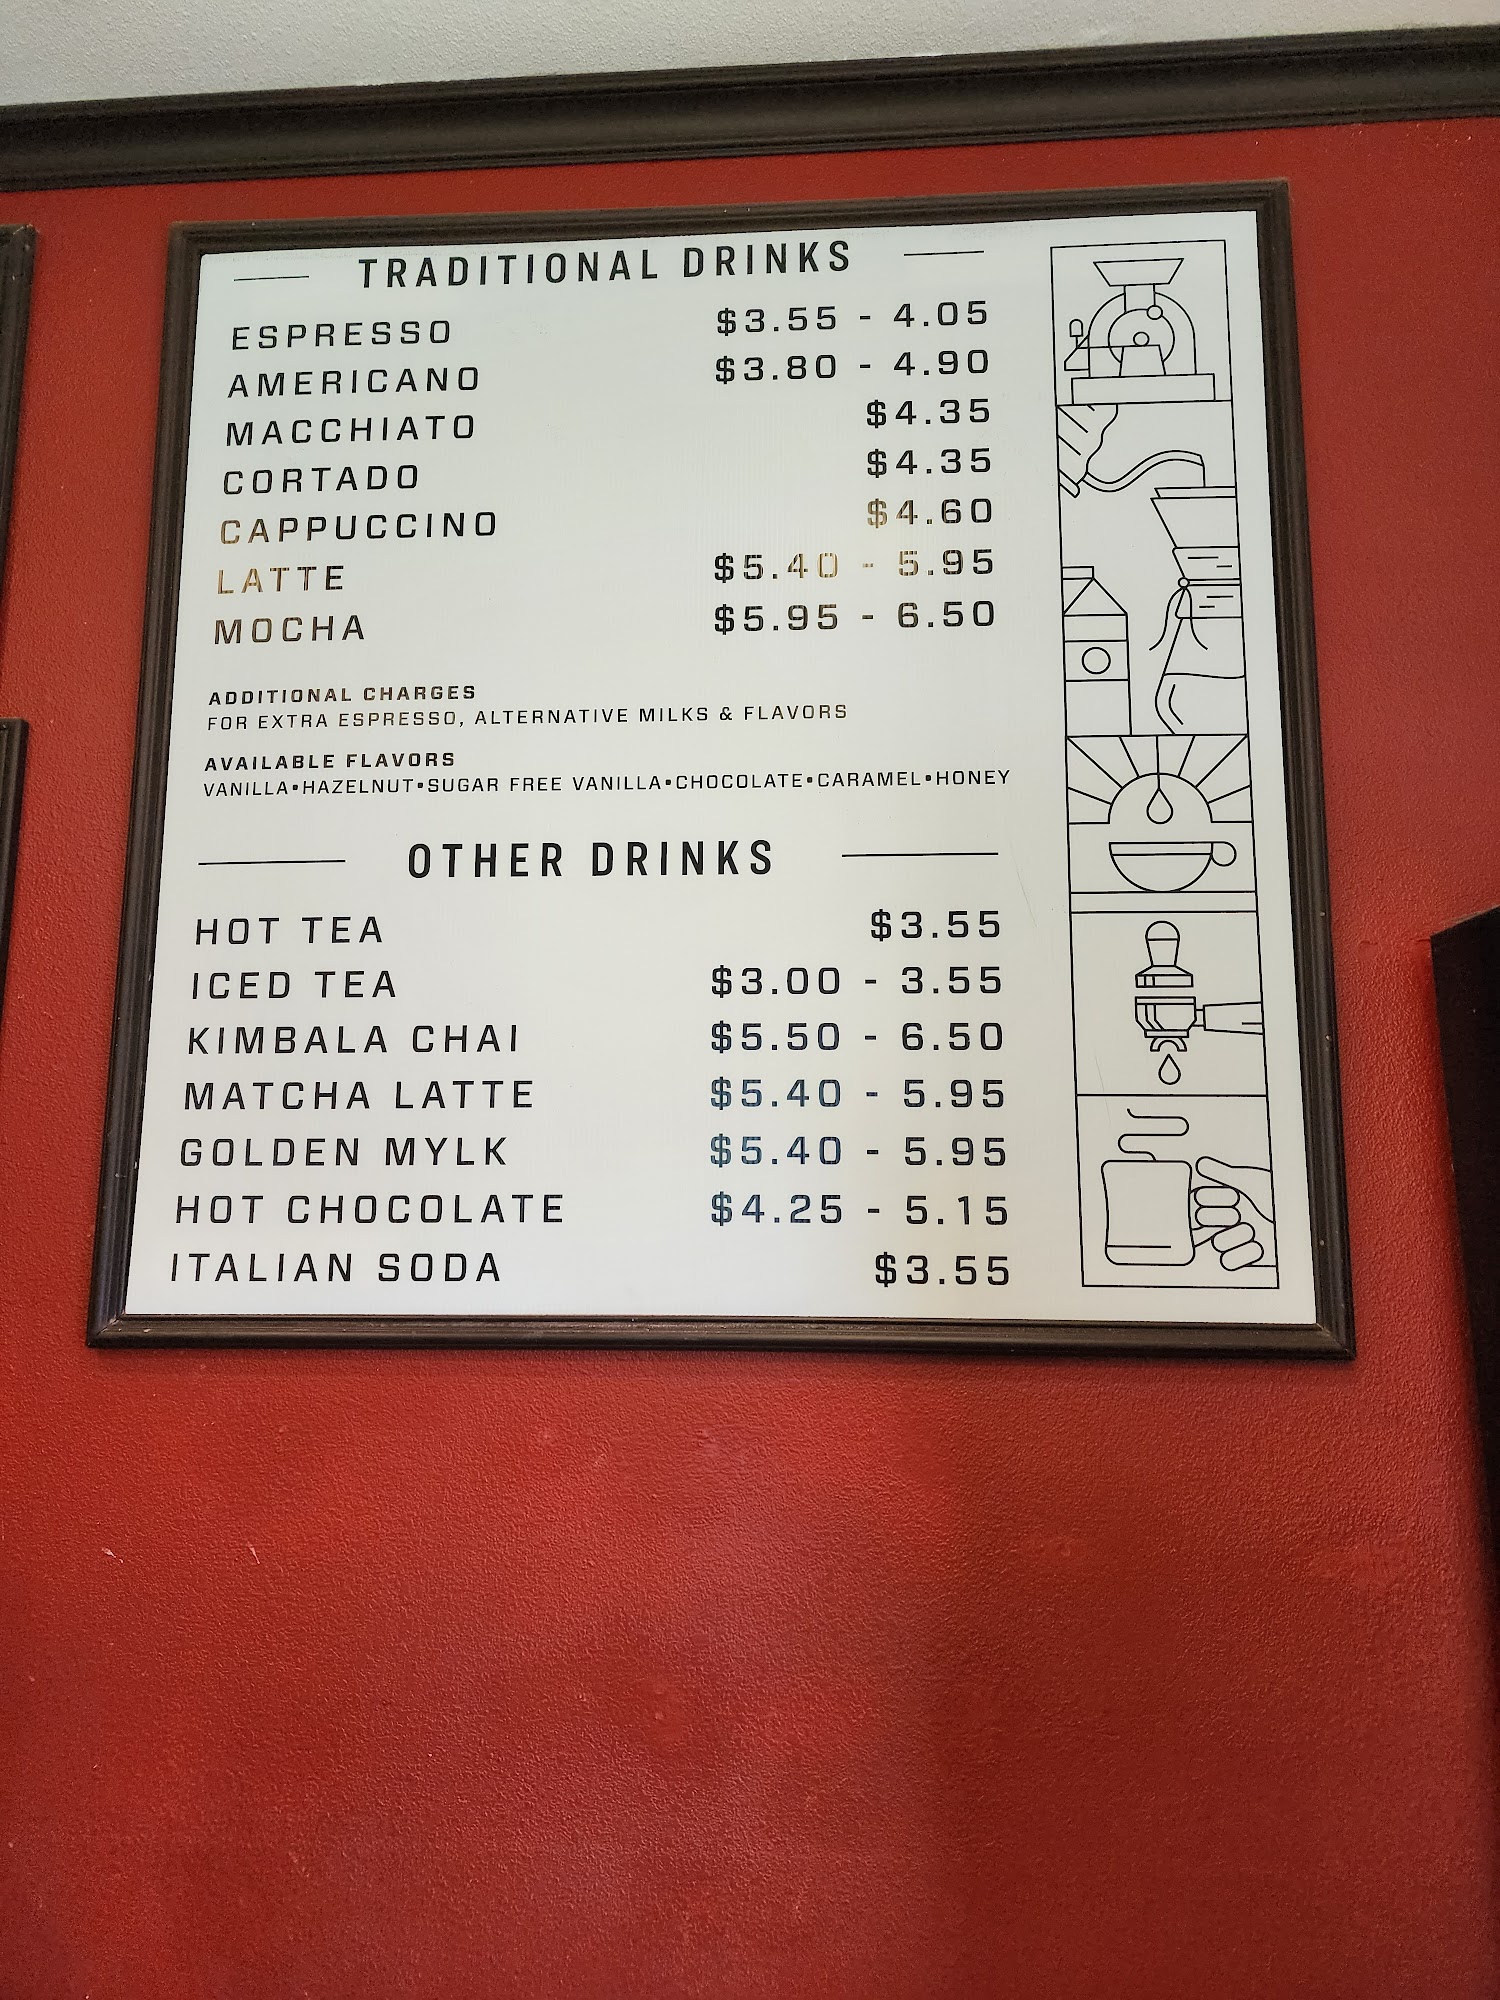 TRADITIONAL DRINKS
ESPRESSO $3.55 - 4.05
AMERICANO $3.80 - 4.90
MACCHIATO $4.35
CORTADO $4.35
CAPPUCCINO $4.60
LATTE $5.40 - 5.95
MOCHA $5.95 - 6.50
ADDITIONAL CHARGES
FOR EXTRA ESPRESSO, ALTERNATIVE MILKS & FLAVORS
AVAILABLE FLAVORS
VANILLA•HAZELNUT•SUGAR FREE VANILLA•CHOCOLATE•CARAMEL•HONEY
OTHER DRINKS
HOT TEA $3.55
ICED TEA $3.00 - 3.55
KIMBALA CHAI $5.50 - 6.50
MATCHA LATTE $5.40 - 5.95
GOLDEN MYLK $5.40 - 5.95
HOT CHOCOLATE $4.25 - 5.15
ITALIAN SODA $3.55